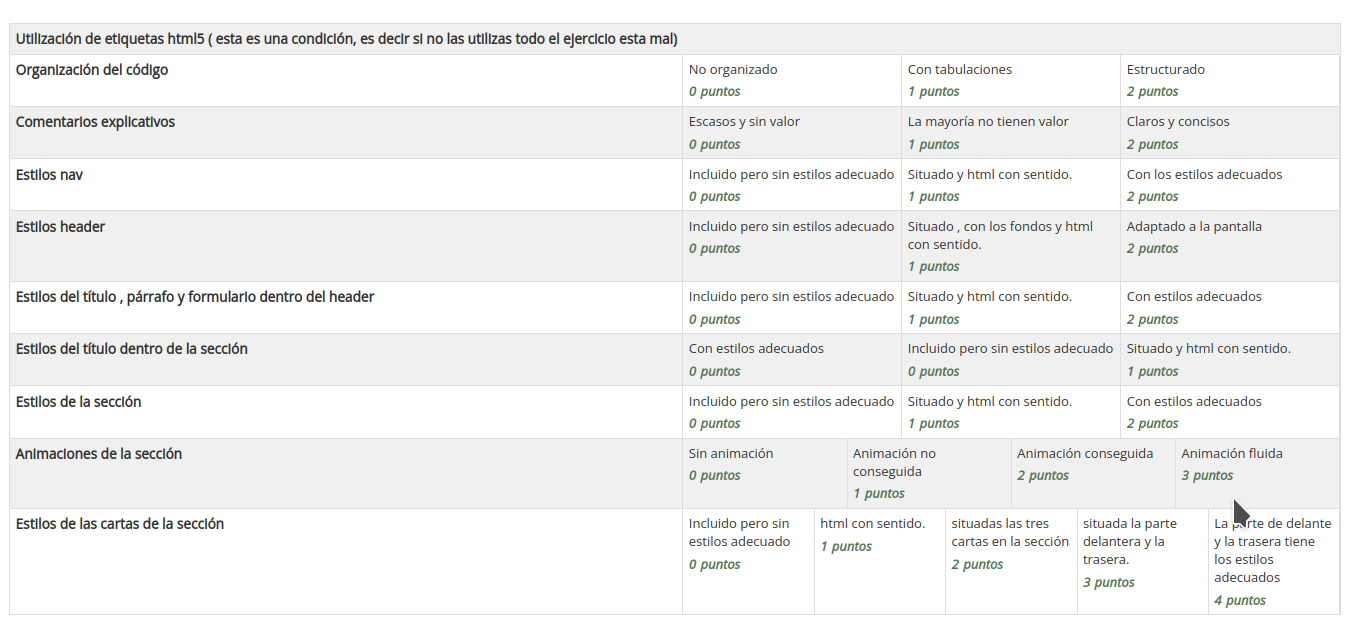 Utilización de etiquetas html5 ( esta es una condición, es decir si no las utilizas todo el ejercicio esta mal)
Organización del código
No organizado
0 puntos
Con tabulaciones
1 puntos
Estructurado
2 puntos
Comentarios explicativos
Escasos y sin valor
0 puntos
La mayoría no tienen valor
1 puntos
Claros y concisos
2 puntos
Estilos nav
Incluido pero sin estilos adecuado
0 puntos
Situado y html con sentido.
1 puntos
Con los estilos adecuados
2 puntos
Estilos header
Incluido pero sin estilos adecuado
0 puntos
Situado , con los fondos y html
con sentido.
1 puntos
Adaptado a la pantalla
2 puntos
Estilos del título , párrafo y formulario dentro del header
Incluido pero sin estilos adecuado
0 puntos
Situado y html con sentido.
1 puntos
Con estilos adecuados
2 puntos
Estilos del título dentro de la sección
Con estilos adecuados
0 puntos
Incluido pero sin estilos adecuado
0 puntos
Situado y html con sentido.
1 puntos
Estilos de la sección
Incluido pero sin estilos adecuado
0 puntos
Situado y html con sentido.
1 puntos
Con estilos adecuados
2 puntos
Animaciones de la sección
Sin animación
0 puntos
Animación no
conseguida
1 puntos
Animación conseguida
2 puntos
Animación fluida
3 puntos
Estilos de las cartas de la sección
Incluido pero sin
estilos adecuado
0 puntos
html con sentido.
1 puntos
situadas las tres
cartas en la sección
2 puntos
situada la parte
delantera y la
trasera.
3 puntos
La parte de delante
y la trasera tiene
los estilos
adecuados
4 puntos